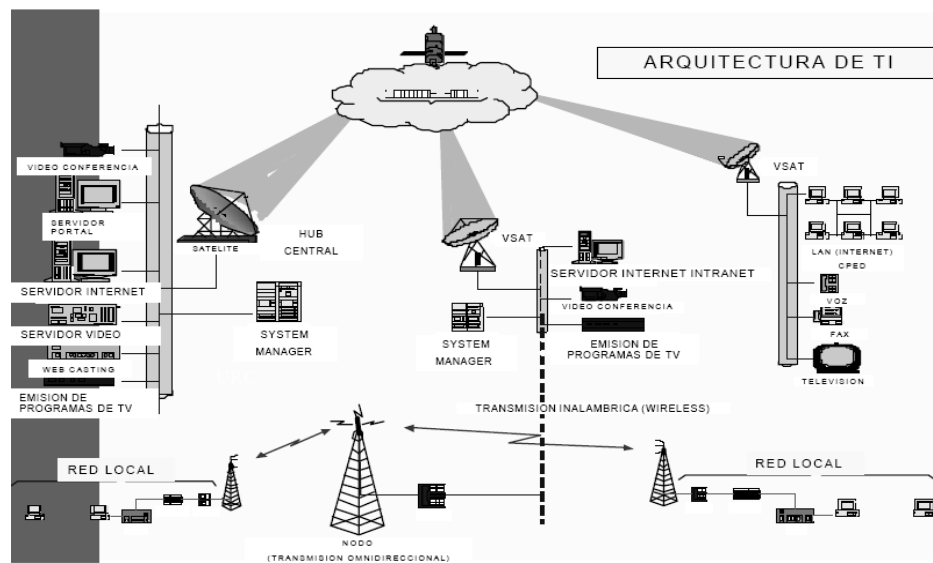 ARQUITECTURA DE TI
VIDEO CONFERENCIA
SERVIDOR
PORTAL
SERVIDOR INTERNET
SERVIDOR VIDEO
WEB CASTING
EMISION DE
PROGRAMAS DE TV
SATELITE
HUB
CENTRAL
SYSTEM
MANAGER
VSAT
SERVIDOR INTERNET INTRANET
VIDEO CONFERENCIA
EMISION DE
PROGRAMAS DE TV
SYSTEM
MANAGER
VSAT
LAN (INTERNET)
CPED
VOZ
FAX
TELEVISION
TRANSMISION INALAMBRICA (WIRELESS)
RED LOCAL
NODO
(TRANSMISION OMNIDIRECCIONAL)
RED LOCAL